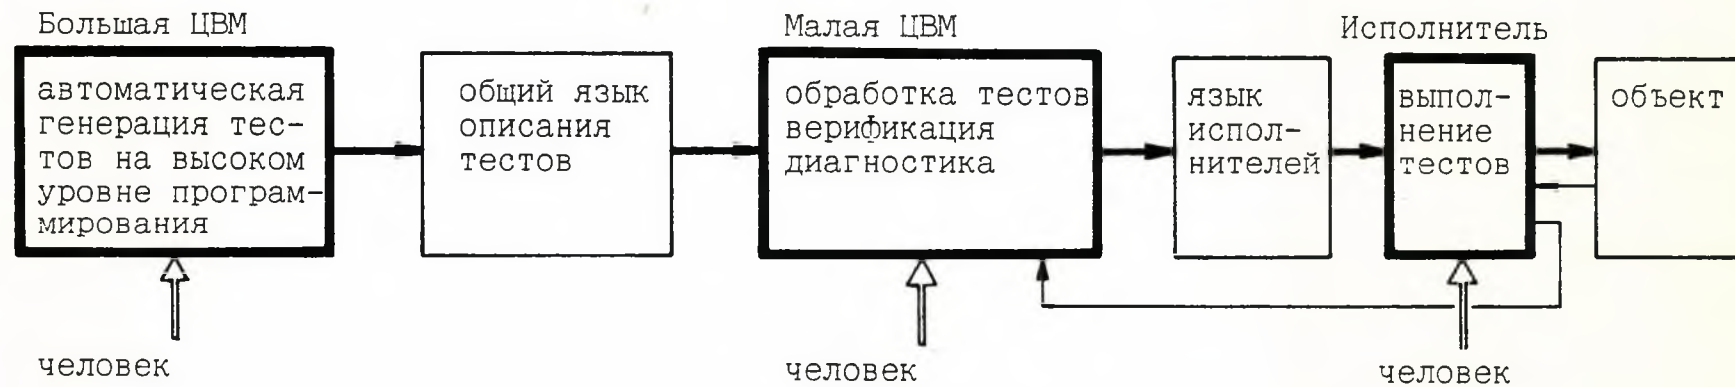 Большая ЦВМ
автоматическая
генерация тес-
тов на высоком
уровне програм-
мирования
человек
общий язык
описания
тестов
Малая ЦВМ
обработка тестов
верификация
диагностика
человек
язык
испол-
нителей
Исполнитель
выпол-
нение
тестов
человек
объект